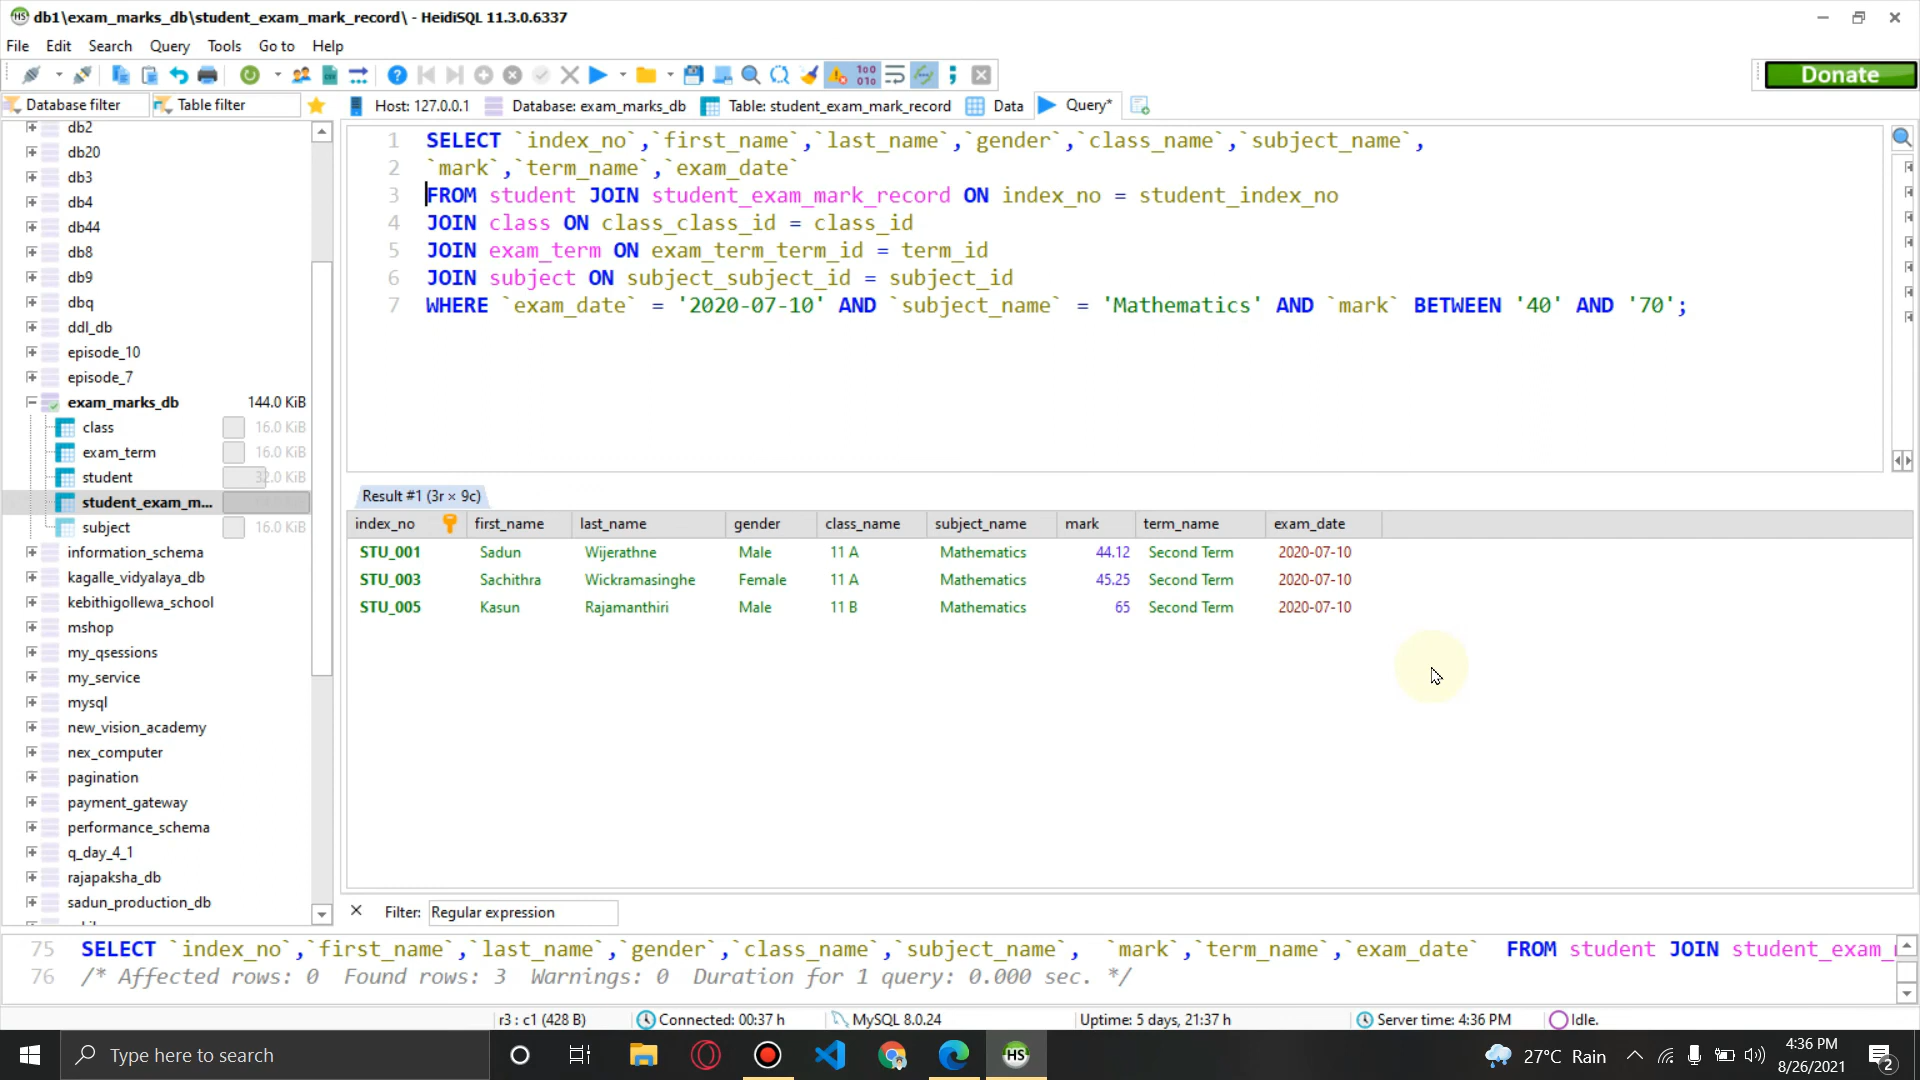 db1\exam_marks_db\student_exam_mark_record\ - HeidiSQL 11.3.0.6337
File Edit Search Query Tools Go to Help
Donate
Database filter Table filter Host: 127.0.0.1 Database: exam_marks_db Table: student_exam_mark_record Data Query*
db2
db20
db3
db4
db44
db8
db9
dbq
ddl_db
episode_10
episode_7
exam_marks_db 144.0 KiB
class 16.0 KiB
exam_term 16.0 KiB
student 32.0 KiB
student_exam_m...
subject 16.0 KiB
information_schema
kagalle_vidyalaya_db
kebithigollewa_school
mshop
my_qsessions
my_service
mysql
new_vision_academy
nex_computer
pagination
payment_gateway
performance_schema
q_day_4_1
rajapaksha_db
sadun_production_db
1 SELECT `index_no`,`first_name`,`last_name`,`gender`,`class_name`,`subject_name`,
2 `mark`,`term_name`,`exam_date`
3 FROM student JOIN student_exam_mark_record ON index_no = student_index_no
4 JOIN class ON class_class_id = class_id
5 JOIN exam_term ON exam_term_term_id = term_id
6 JOIN subject ON subject_subject_id = subject_id
7 WHERE `exam_date` = '2020-07-10' AND `subject_name` = 'Mathematics' AND `mark` BETWEEN '40' AND '70';
Result #1 (3r × 9c)
index_no first_name last_name gender class_name subject_name mark term_name exam_date
STU_001 Sadun Wijerathne Male 11 A Mathematics 44.12 Second Term 2020-07-10
STU_003 Sachithra Wickramasinghe Female 11 A Mathematics 45.25 Second Term 2020-07-10
STU_005 Kasun Rajamanthiri Male 11 B Mathematics 65 Second Term 2020-07-10
Filter: Regular expression
75 SELECT `index_no`,`first_name`,`last_name`,`gender`,`class_name`,`subject_name`, `mark`,`term_name`,`exam_date` FROM student JOIN student_exam_
76 /* Affected rows: 0 Found rows: 3 Warnings: 0 Duration for 1 query: 0.000 sec. */
r3 : c1 (428 B) Connected: 00:37 h MySQL 8.0.24 Uptime: 5 days, 21:37 h Server time: 4:36 PM Idle.
Type here to search
HS
27°C Rain
4:36 PM
8/26/2021
2